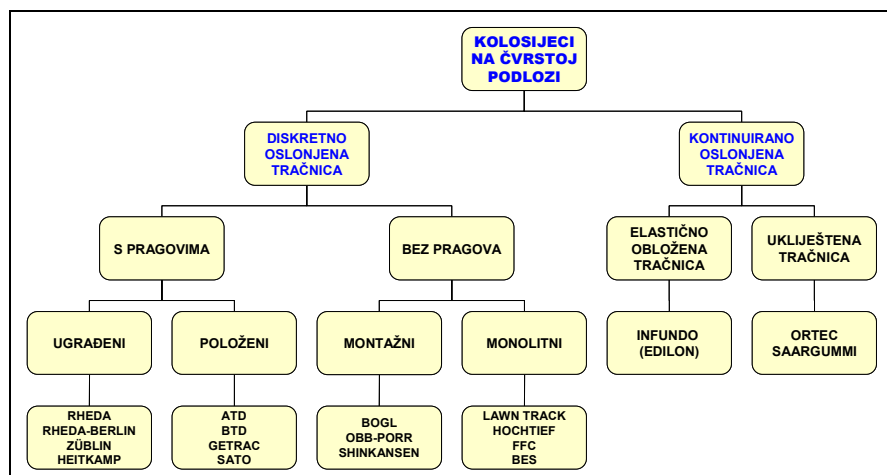 KOLOSIJECI
NA ČVRSTOJ
PODLOZI
DISKRETNO
OSLONJENA
TRAČNICA
KONTINUIRANO
OSLONJENA
TRAČNICA
S PRAGOVIMA
BEZ PRAGOVA
ELASTIČNO
OBLOŽENA
TRAČNICA
UKLIJEŠTENA
TRAČNICA
UGRAĐENI
POLOŽENI
MONTAŽNI
MONOLITNI
INFUNDO
(EDILON)
ORTEC
SAARGUMMI
RHEDA
RHEDA-BERLIN
ZÜBLIN
HEITKAMP
ATD
BTD
GETRAC
SATO
BOGL
OBB-PORR
SHINKANSEN
LAWN TRACK
HOCHTIEF
FFC
BES